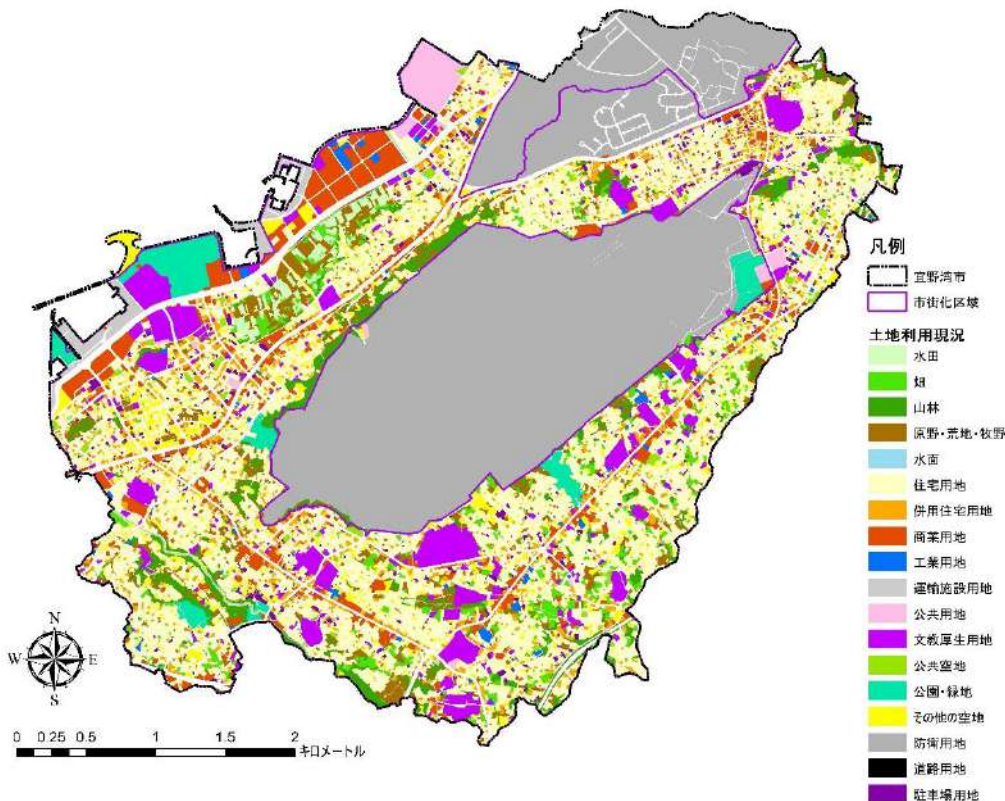 凡例
宜野湾市
市街化区域
土地利用現況
水田
畑
山林
原野・荒地・牧野
水面
住宅用地
併用住宅用地
商業用地
工業用地
運輸施設用地
公共用地
文教厚生用地
公共空地
公園・緑地
その他の空地
防衛用地
道路用地
駐車場用地
N
W E
S
0 0.25 0.5 1 1.5 2
キロメートル